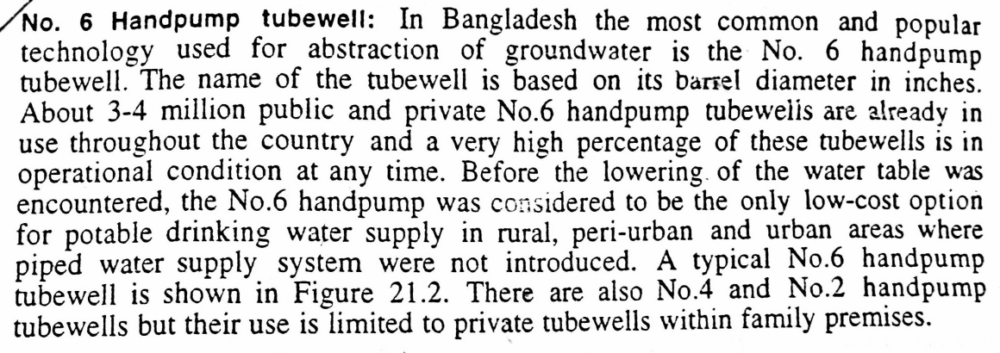 No. 6 Handpump tubewell: In Bangladesh the most common and popular
technology used for abstraction of groundwater is the No. 6 handpump
tubewell. The name of the tubewell is based on its barrel diameter in inches.
About 3-4 million public and private No.6 handpump tubewells are already in
use throughout the country and a very high percentage of these tubewells is in
operational condition at any time. Before the lowering of the water table was
encountered, the No.6 handpump was considered to be the only low-cost option
for potable drinking water supply in rural, peri-urban and urban areas where
piped water supply system were not introduced. A typical No.6 handpump
tubewell is shown in Figure 21.2. There are also No.4 and No.2 handpump
tubewells but their use is limited to private tubewells within family premises.